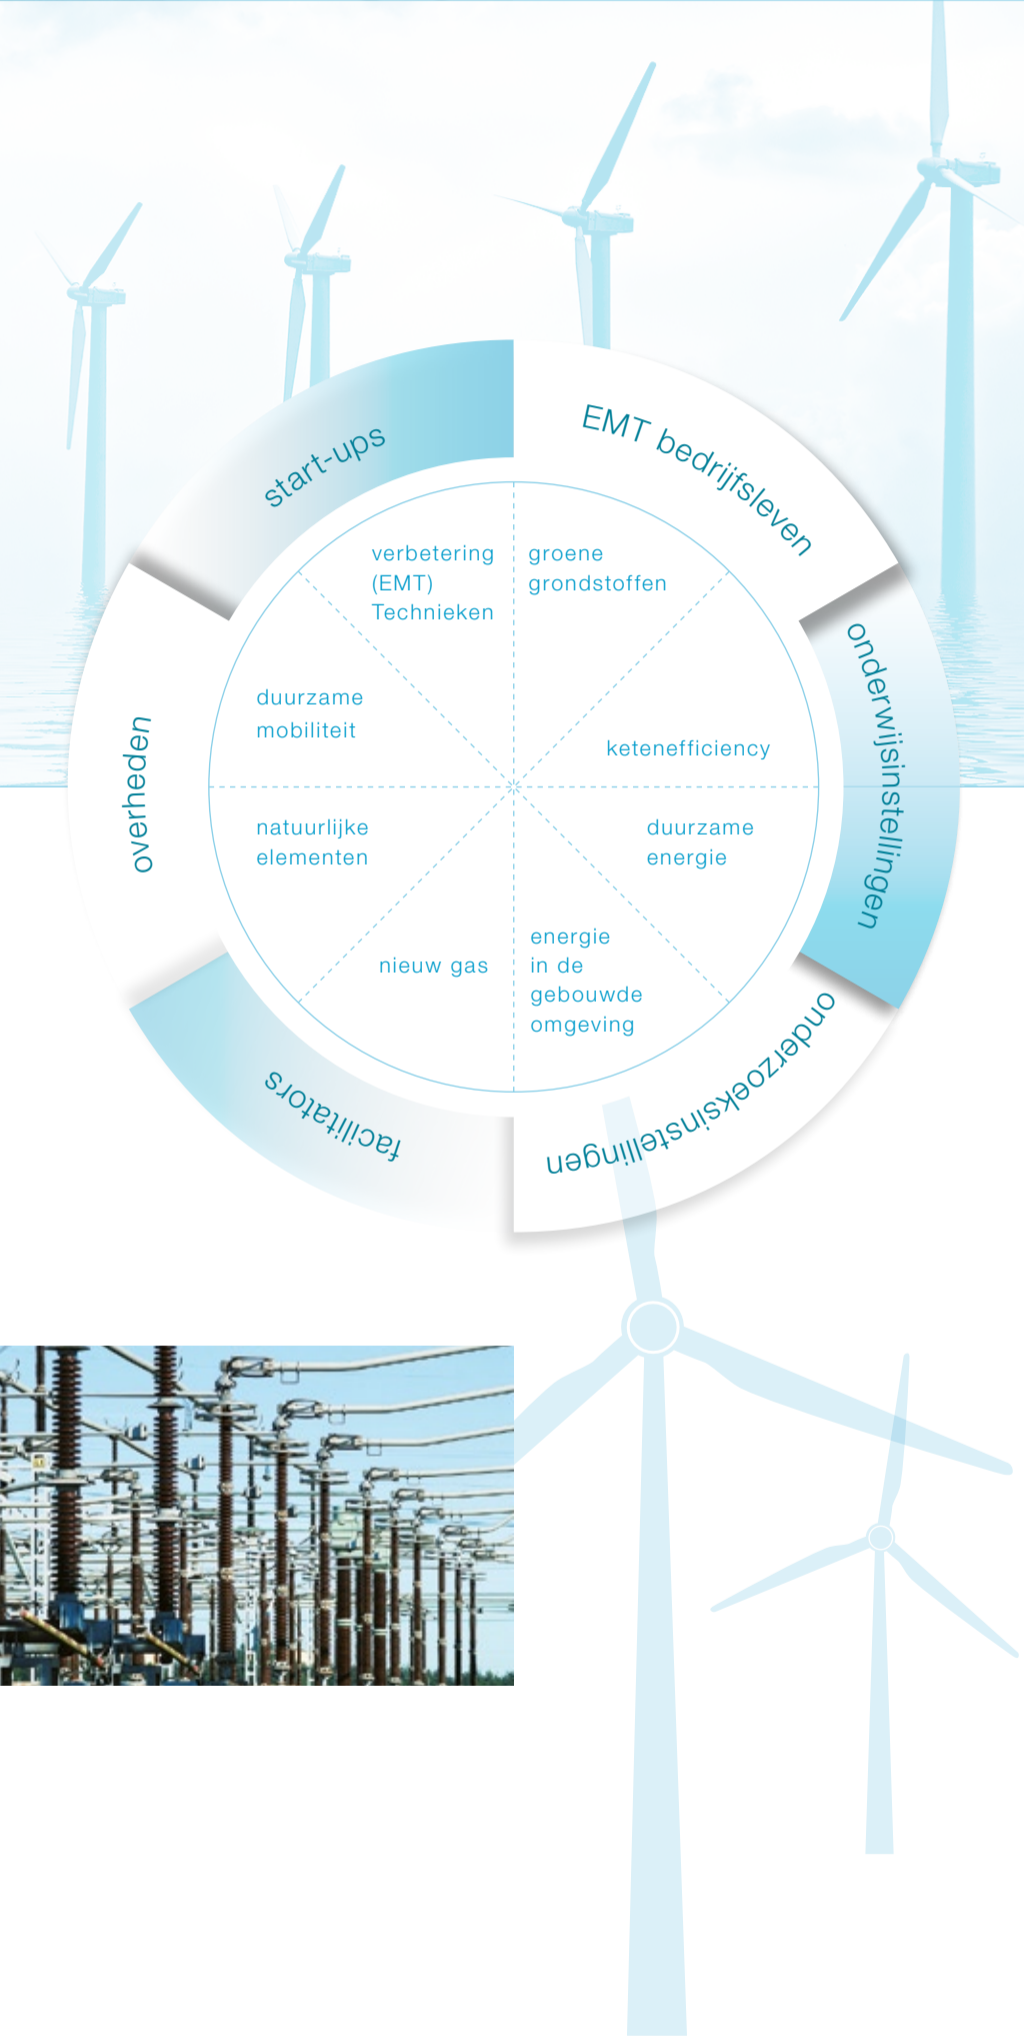 start-ups
EMT bedrijfsleven
onderwijsinstellingen
onderzoeksinstellingen
facilitators
overheden
verbetering
(EMT)
Technieken
groene
grondstoffen
duurzame
mobiliteit
ketenefficiency
natuurlijke
elementen
duurzame
energie
nieuw gas
energie
in de
gebouwde
omgeving